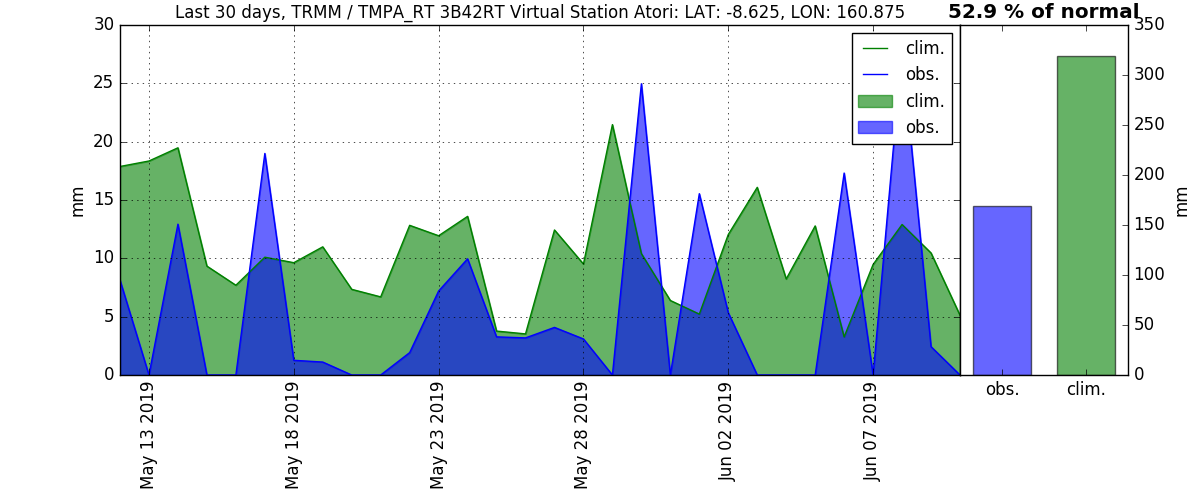 Last 30 days, TRMM / TMPA_RT 3B42RT Virtual Station Atori: LAT: -8.625, LON: 160.875
52.9 % of normal
30
25
20
15
10
5
0
mm
clim.
obs.
clim.
obs.
350
300
250
200
150
100
50
0
mm
obs.
clim.
May 13 2019
May 18 2019
May 23 2019
May 28 2019
Jun 02 2019
Jun 07 2019